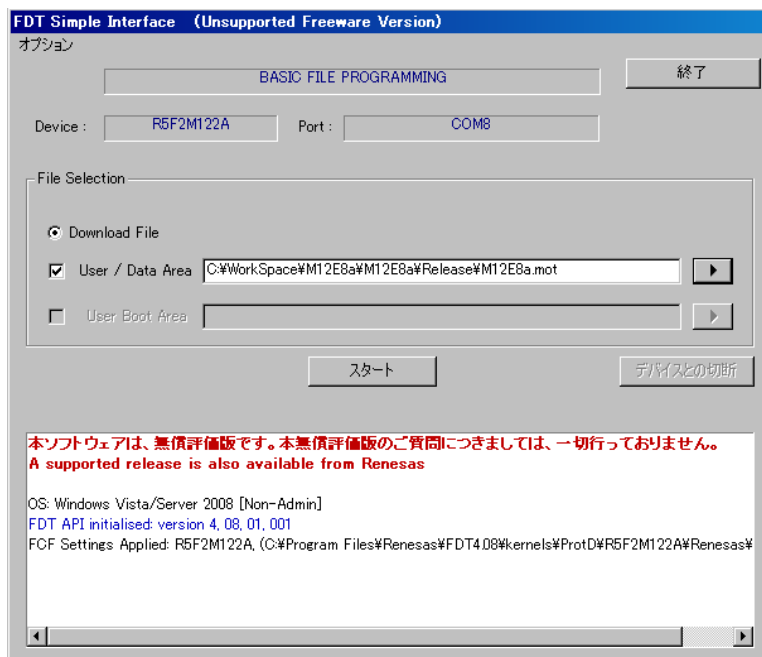 FDT Simple Interface (Unsupported Freeware Version)
オプション
BASIC FILE PROGRAMMING
終了
Device : R5F2M122A Port : COM8
File Selection
Download File
User / Data Area C:¥WorkSpace¥M12E8a¥M12E8a¥Release¥M12E8a.mot
User Boot Area
スタート
デバイスとの切断
本ソフトウェアは、無償評価版です。本無償評価版のご質問につきましては、一切行っておりません。
A supported release is also available from Renesas
OS: Windows Vista/Server 2008 [Non-Admin]
FDT API initialised: version 4, 08, 01, 001
FCF Settings Applied: R5F2M122A, (C:¥Program Files¥Renesas¥FDT4.08¥kernels¥ProtD¥R5F2M122A¥Renesas¥